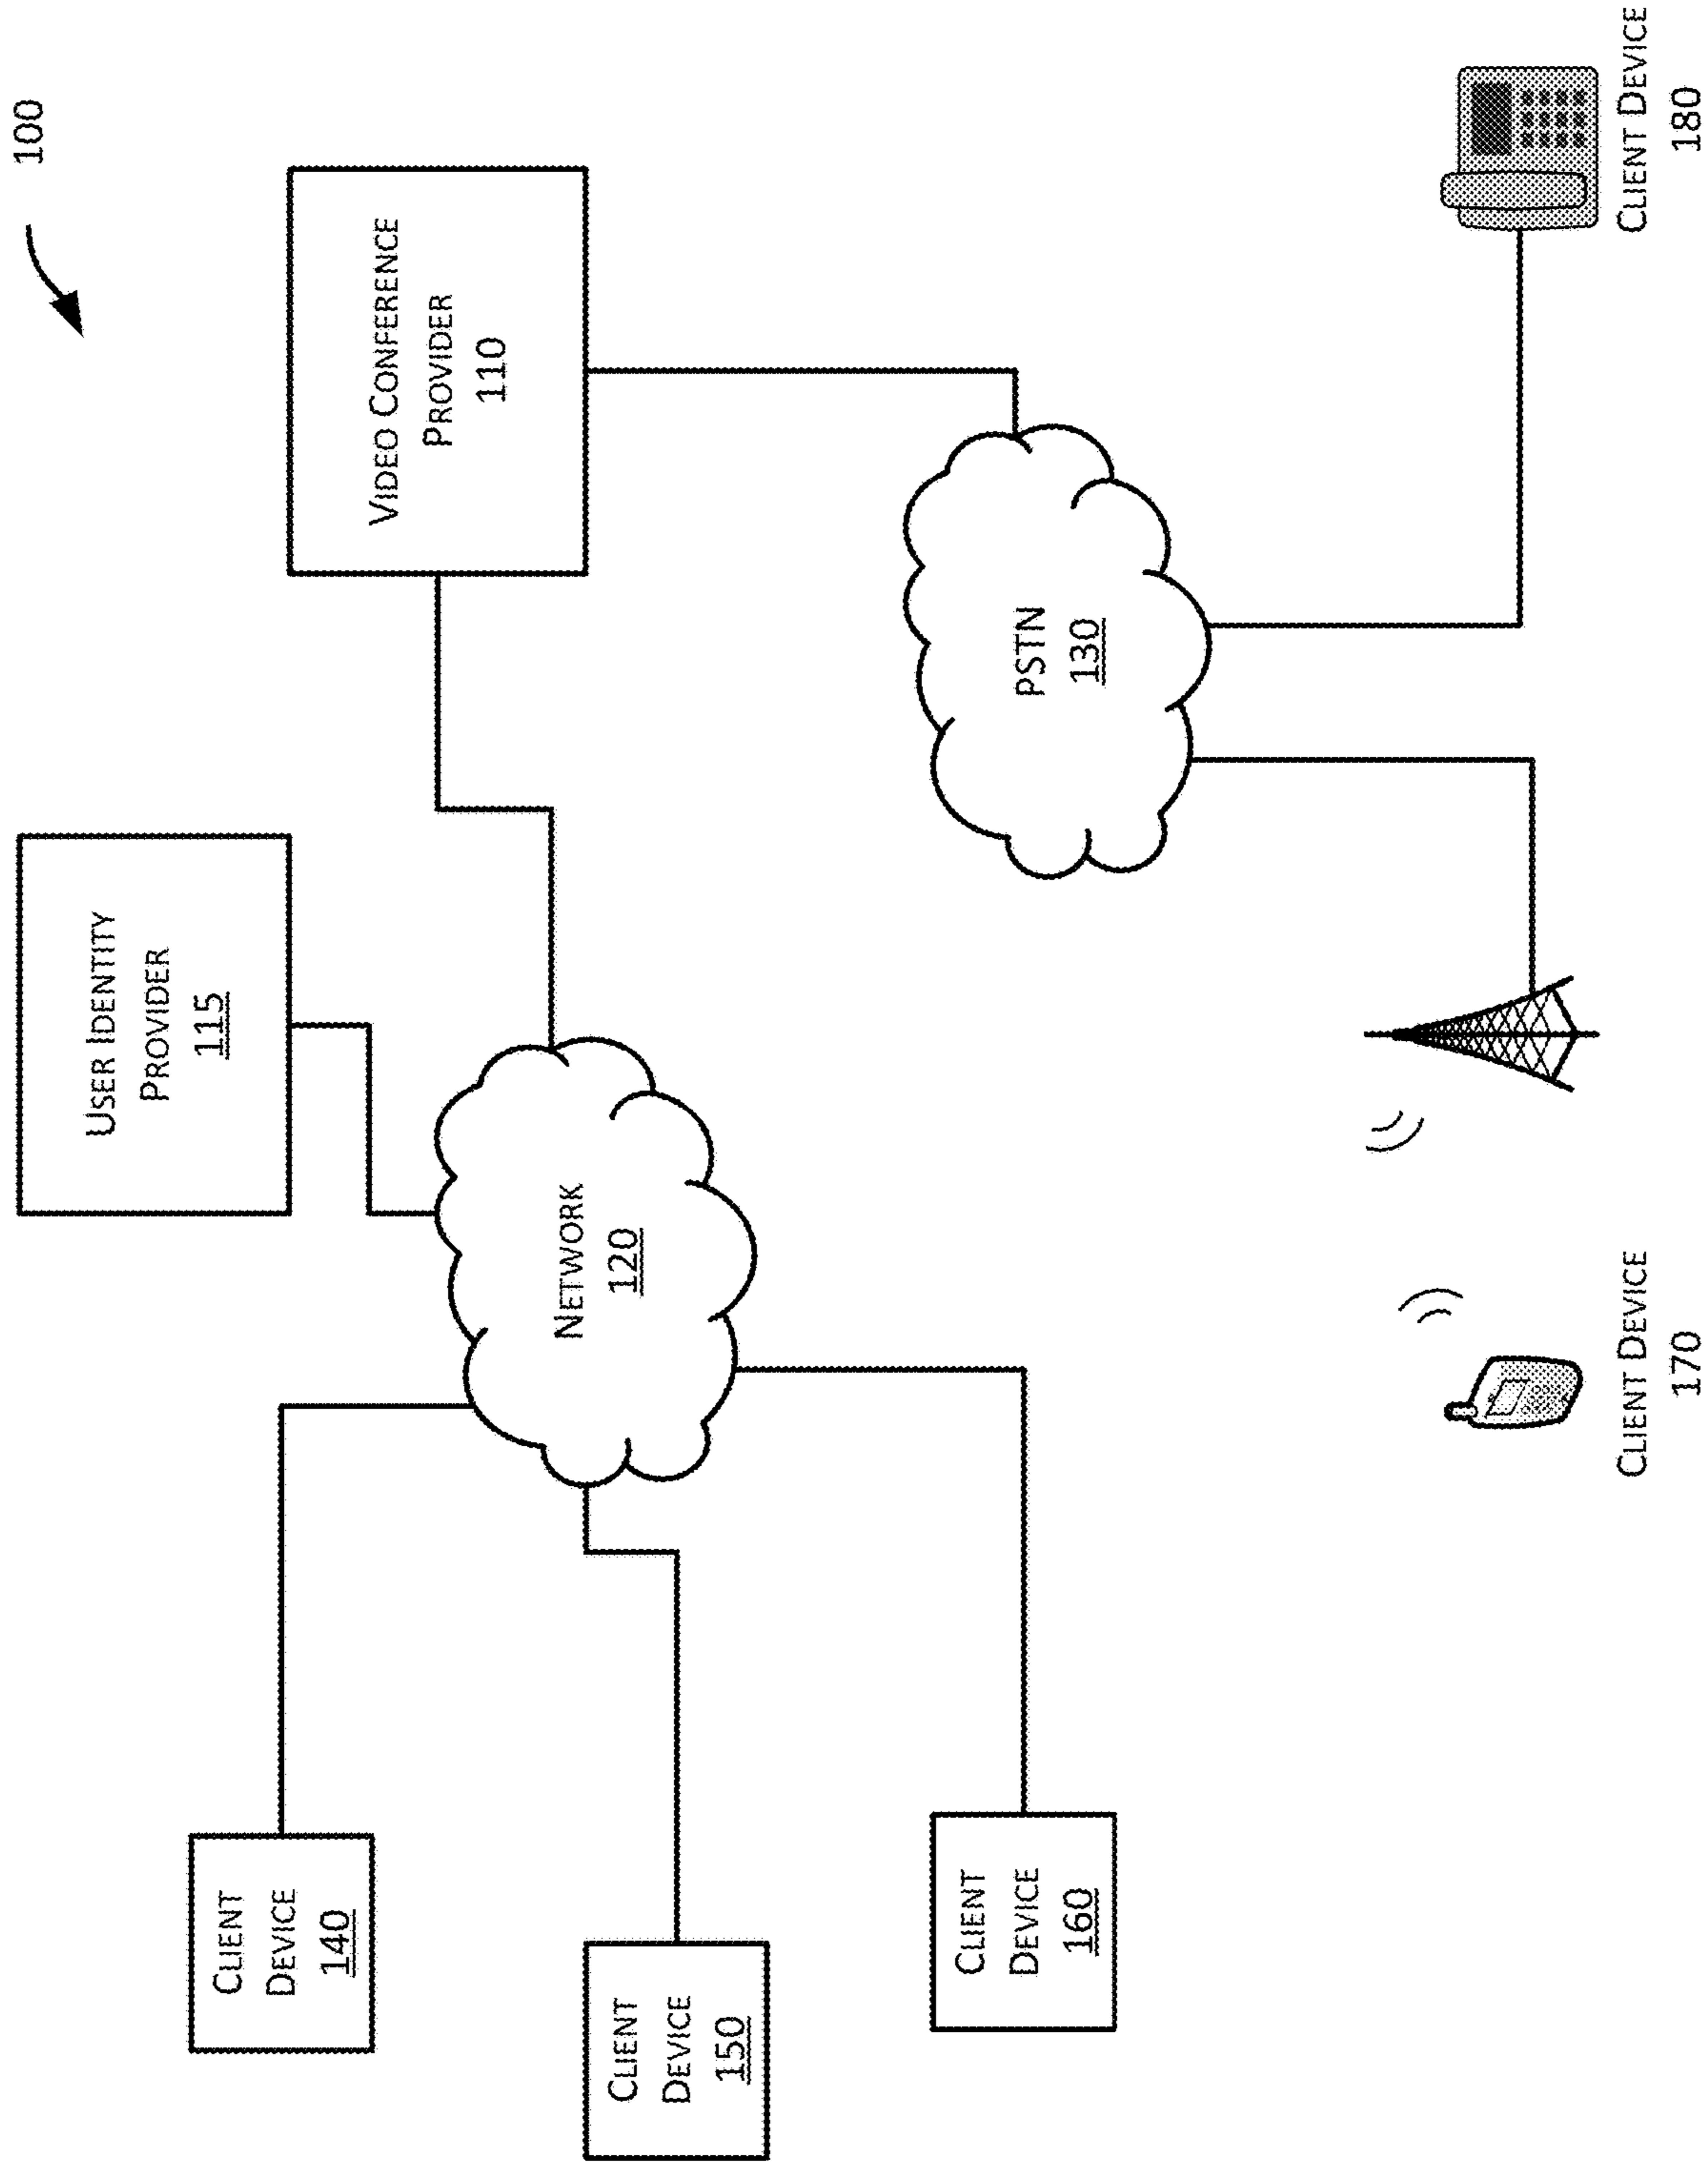 100
USER IDENTITY
PROVIDER
115
VIDEO CONFERENCE
PROVIDER
110
CLIENT
DEVICE
140
NETWORK
120
CLIENT
DEVICE
150
PSTN
130
CLIENT
DEVICE
160
CLIENT DEVICE
170
CLIENT DEVICE
180